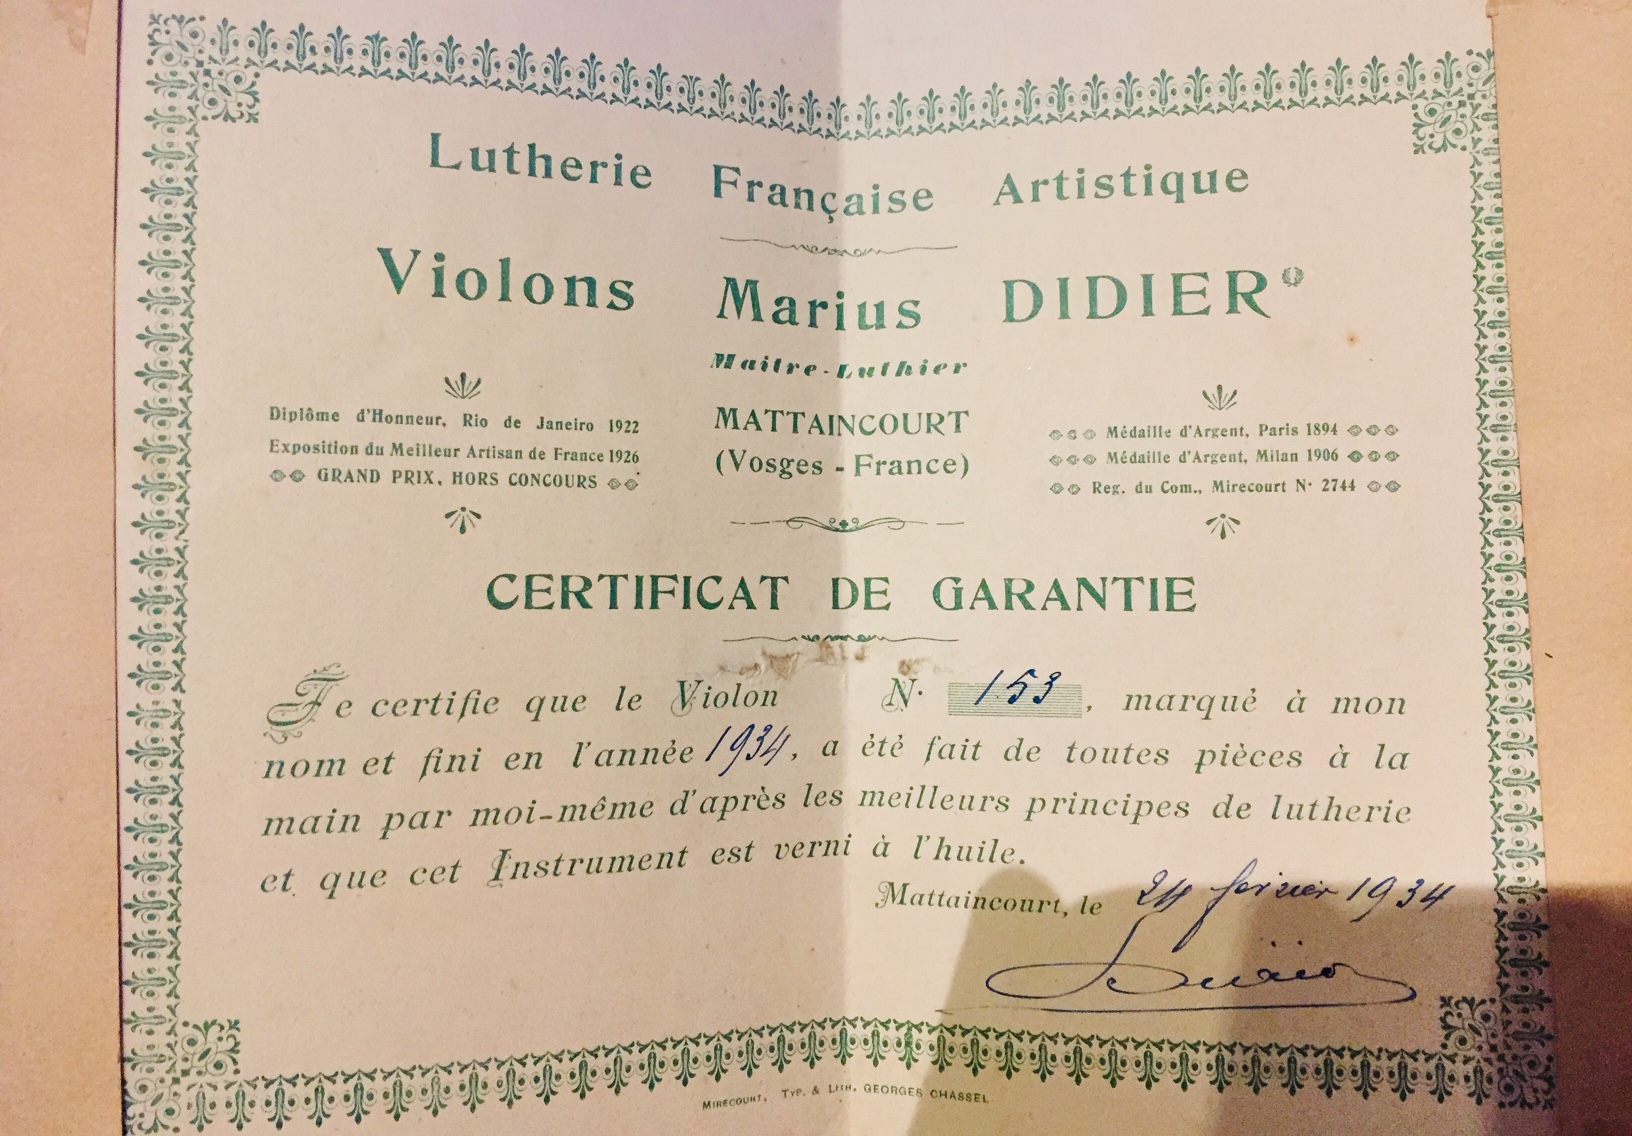 Lutherie Française Artistique
Violons Marius DIDIER
Maitre-Luthier
Diplôme d'Honneur, Rio de Janeiro 1922
Exposition du Meilleur Artisan de France 1926
GRAND PRIX, HORS CONCOURS
MATTAINCOURT
(Vosges - France)
Médaille d'Argent, Paris 1894
Médaille d'Argent, Milan 1906
Reg. du Com., Mirecourt N° 2744
CERTIFICAT DE GARANTIE
Je certifie que le Violon N° 153, marqué à mon
nom et fini en l'année 1934, a été fait de toutes pièces à la
main par moi-même d'après les meilleurs principes de lutherie
et que cet Instrument est verni à l'huile.
Mattaincourt, le 24 fevrier 1934
MIRECOURT, TYP. & LITH. GEORGES CHASSEL